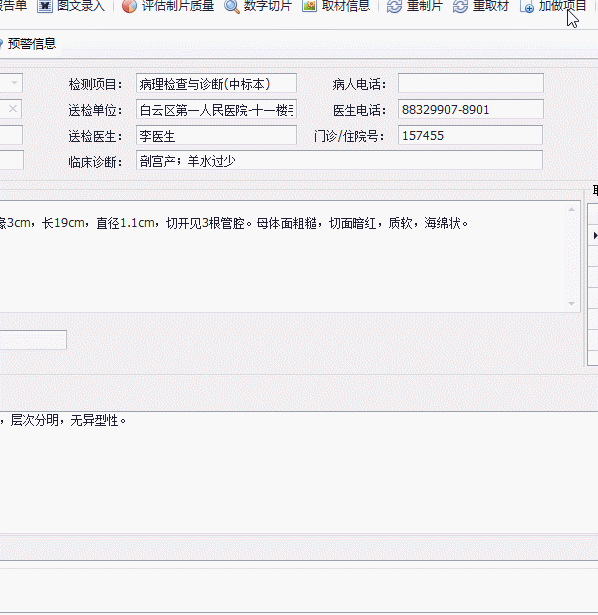 报告单 图文录入 评估制片质量 数字切片 取材信息 重制片 重取材 加做项目
预警信息
检测项目： 病理检查与诊断(中标本) 病人电话：
送检单位： 白云区第一人民医院-十一楼 医生电话： 88329907-8901
送检医生： 李医生 门诊/住院号： 157455
临床诊断： 剖宫产；羊水过少
缘3cm，长19cm，直径1.1cm，切开见3根管腔。母体面粗糙，切面暗红，质软，海绵状。
，层次分明，无异型性。